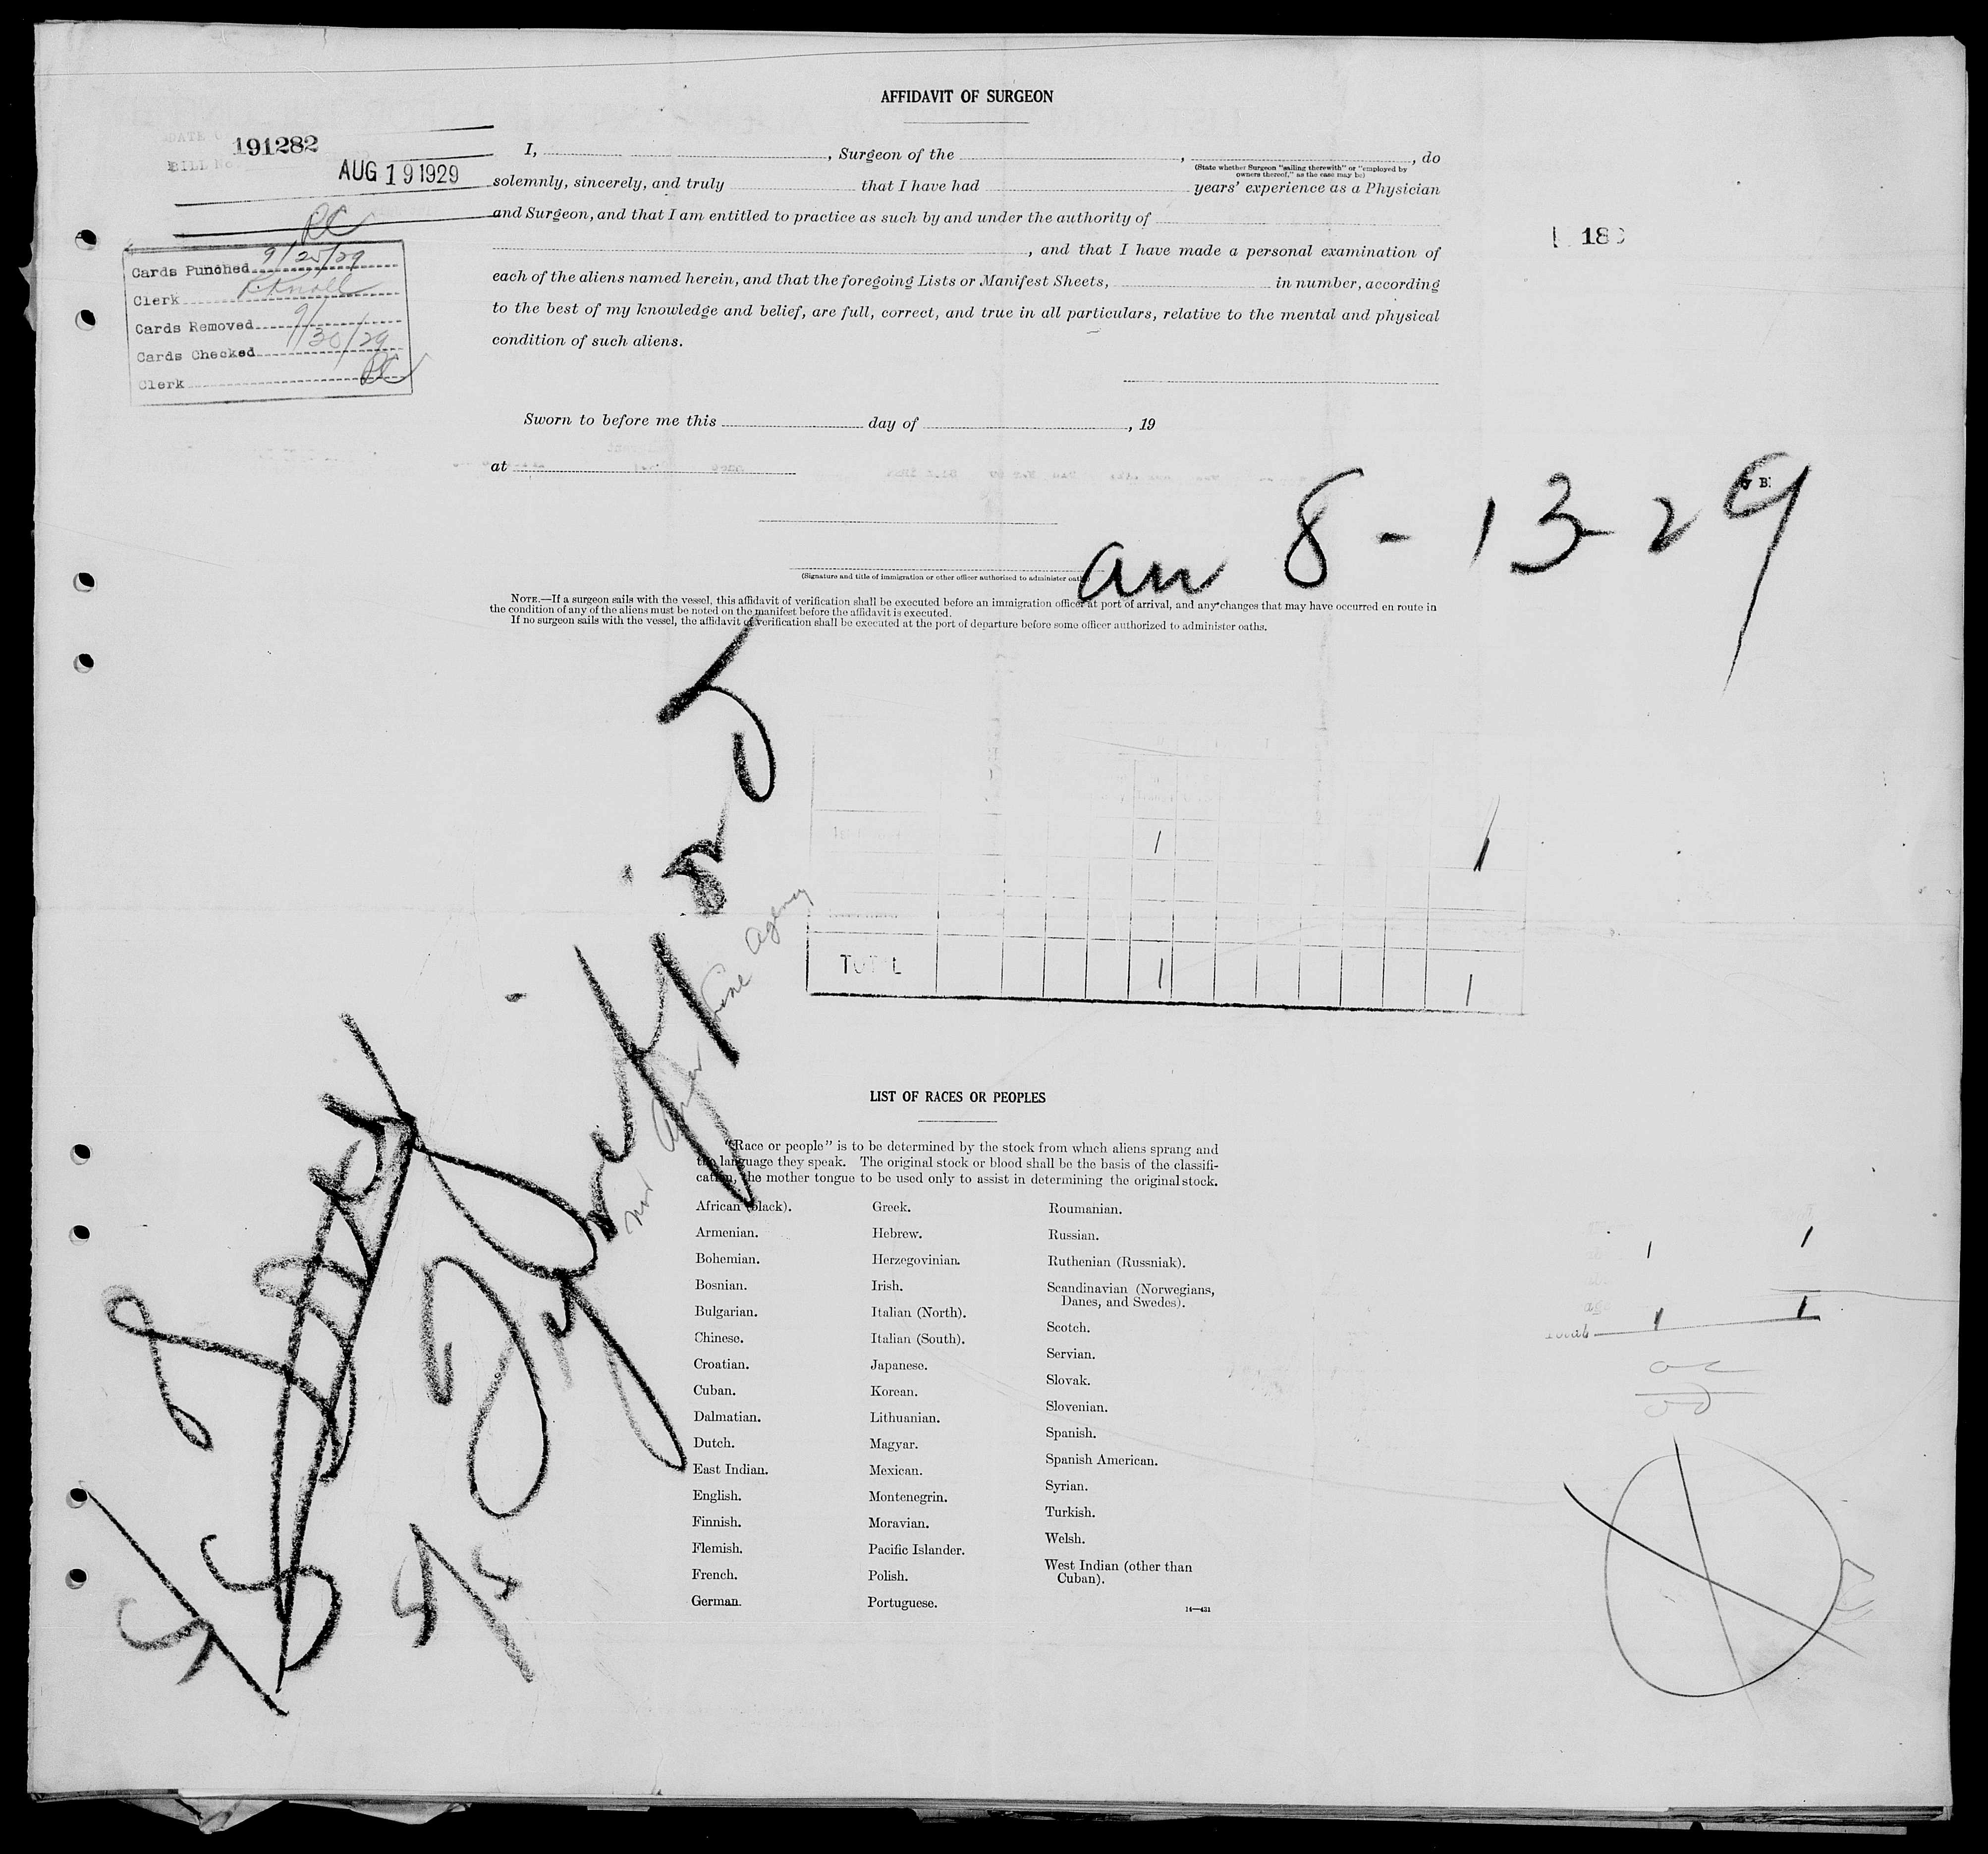 AFFIDAVIT OF SURGEON
191282
AUG 19 1929
I, , Surgeon of the , , do
(State whether Surgeon "sailing therewith" or "employed by
owners thereof," as the case may be)
solemnly, sincerely, and truly that I have had years' experience as a Physician
and Surgeon, and that I am entitled to practice as such by and under the authority of
, and that I have made a personal examination of
each of the aliens named herein, and that the foregoing Lists or Manifest Sheets, in number, according
to the best of my knowledge and belief, are full, correct, and true in all particulars, relative to the mental and physical
condition of such aliens.
Cards Punched 9/25/29
Clerk
Cards Removed 9/
Cards Checked 30/29
Clerk
18
Sworn to before me this day of , 19
at
an 8-13-29
(Signature and title of immigration or other officer authorized to administer oath
NOTE.—If a surgeon sails with the vessel, this affidavit of verification shall be executed before an immigration officer at port of arrival, and any changes that may have occurred en route in
the condition of any of the aliens must be noted on the manifest before the affidavit is executed.
If no surgeon sails with the vessel, the affidavit of verification shall be executed at the port of departure before some officer authorized to administer oaths.
1 1
TOTAL 1 1
Line Agency
LIST OF RACES OR PEOPLES
"Race or people" is to be determined by the stock from which aliens sprang and
the language they speak. The original stock or blood shall be the basis of the classifi-
cation, the mother tongue to be used only to assist in determining the original stock.
African (black).
Armenian.
Bohemian.
Bosnian.
Bulgarian.
Chinese.
Croatian.
Cuban.
Dalmatian.
Dutch.
East Indian.
English.
Finnish.
Flemish.
French.
German.
Greek.
Hebrew.
Herzegovinian.
Irish.
Italian (North).
Italian (South).
Japanese.
Korean.
Lithuanian.
Magyar.
Mexican.
Montenegrin.
Moravian.
Pacific Islander.
Polish.
Portuguese.
Roumanian.
Russian.
Ruthenian (Russniak).
Scandinavian (Norwegians,
Danes, and Swedes).
Scotch.
Servian.
Slovak.
Slovenian.
Spanish.
Spanish American.
Syrian.
Turkish.
Welsh.
West Indian (other than
Cuban).
14—421
1 1
Total 1 1